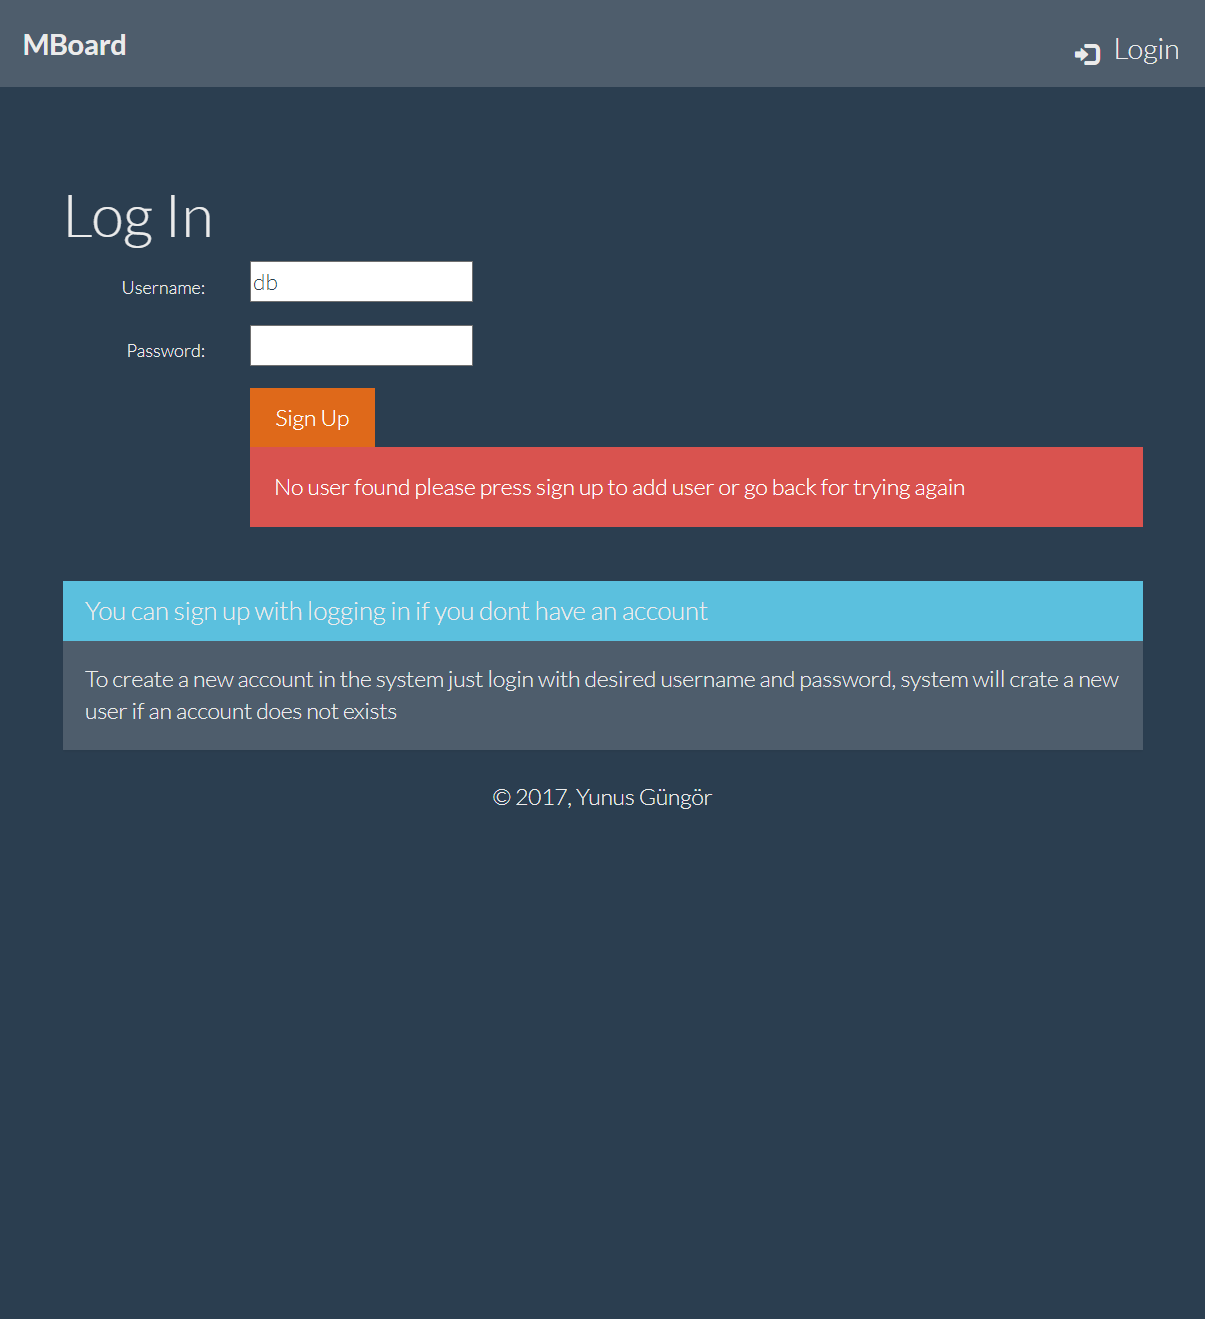 MBoard
Login
Log In
Username:
db
Password:
Sign Up
No user found please press sign up to add user or go back for trying again
You can sign up with logging in if you dont have an account
To create a new account in the system just login with desired username and password, system will crate a new
user if an account does not exists
© 2017, Yunus Güngör